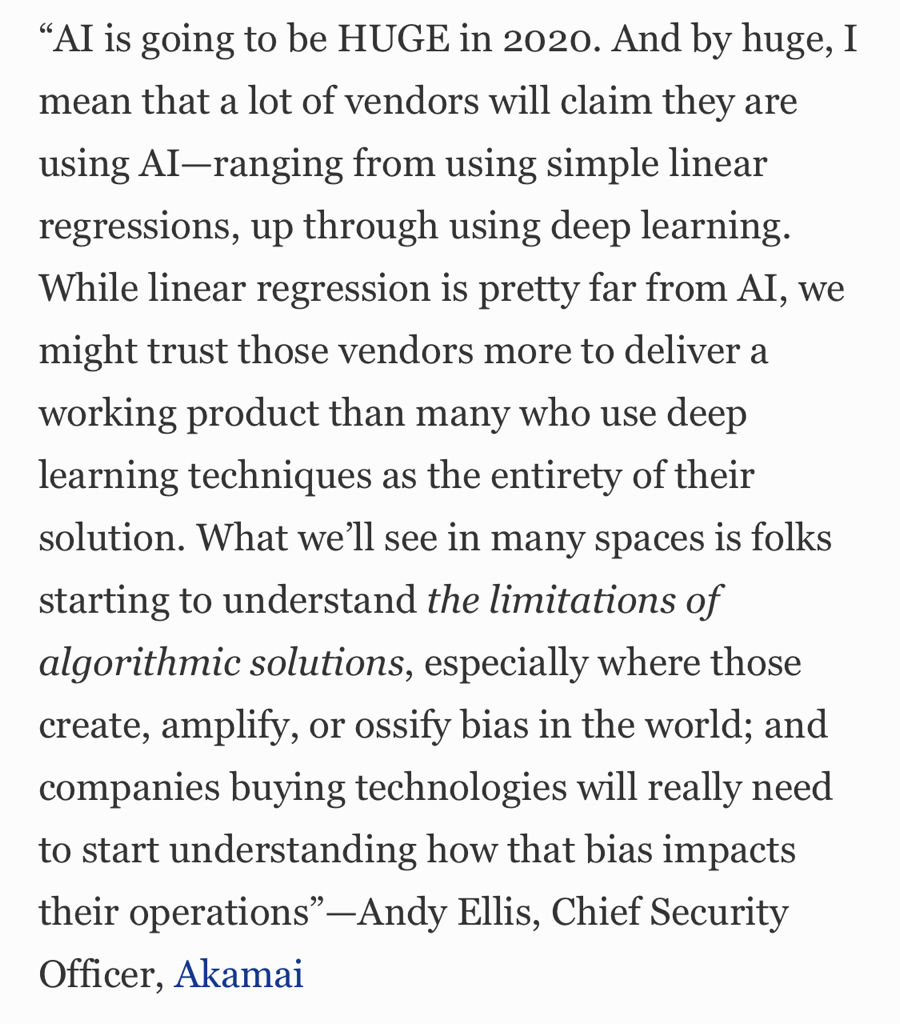 “AI is going to be HUGE in 2020. And by huge, I
mean that a lot of vendors will claim they are
using AI—ranging from using simple linear
regressions, up through using deep learning.
While linear regression is pretty far from AI, we
might trust those vendors more to deliver a
working product than many who use deep
learning techniques as the entirety of their
solution. What we’ll see in many spaces is folks
starting to understand the limitations of
algorithmic solutions, especially where those
create, amplify, or ossify bias in the world; and
companies buying technologies will really need
to start understanding how that bias impacts
their operations”—Andy Ellis, Chief Security
Officer, Akamai